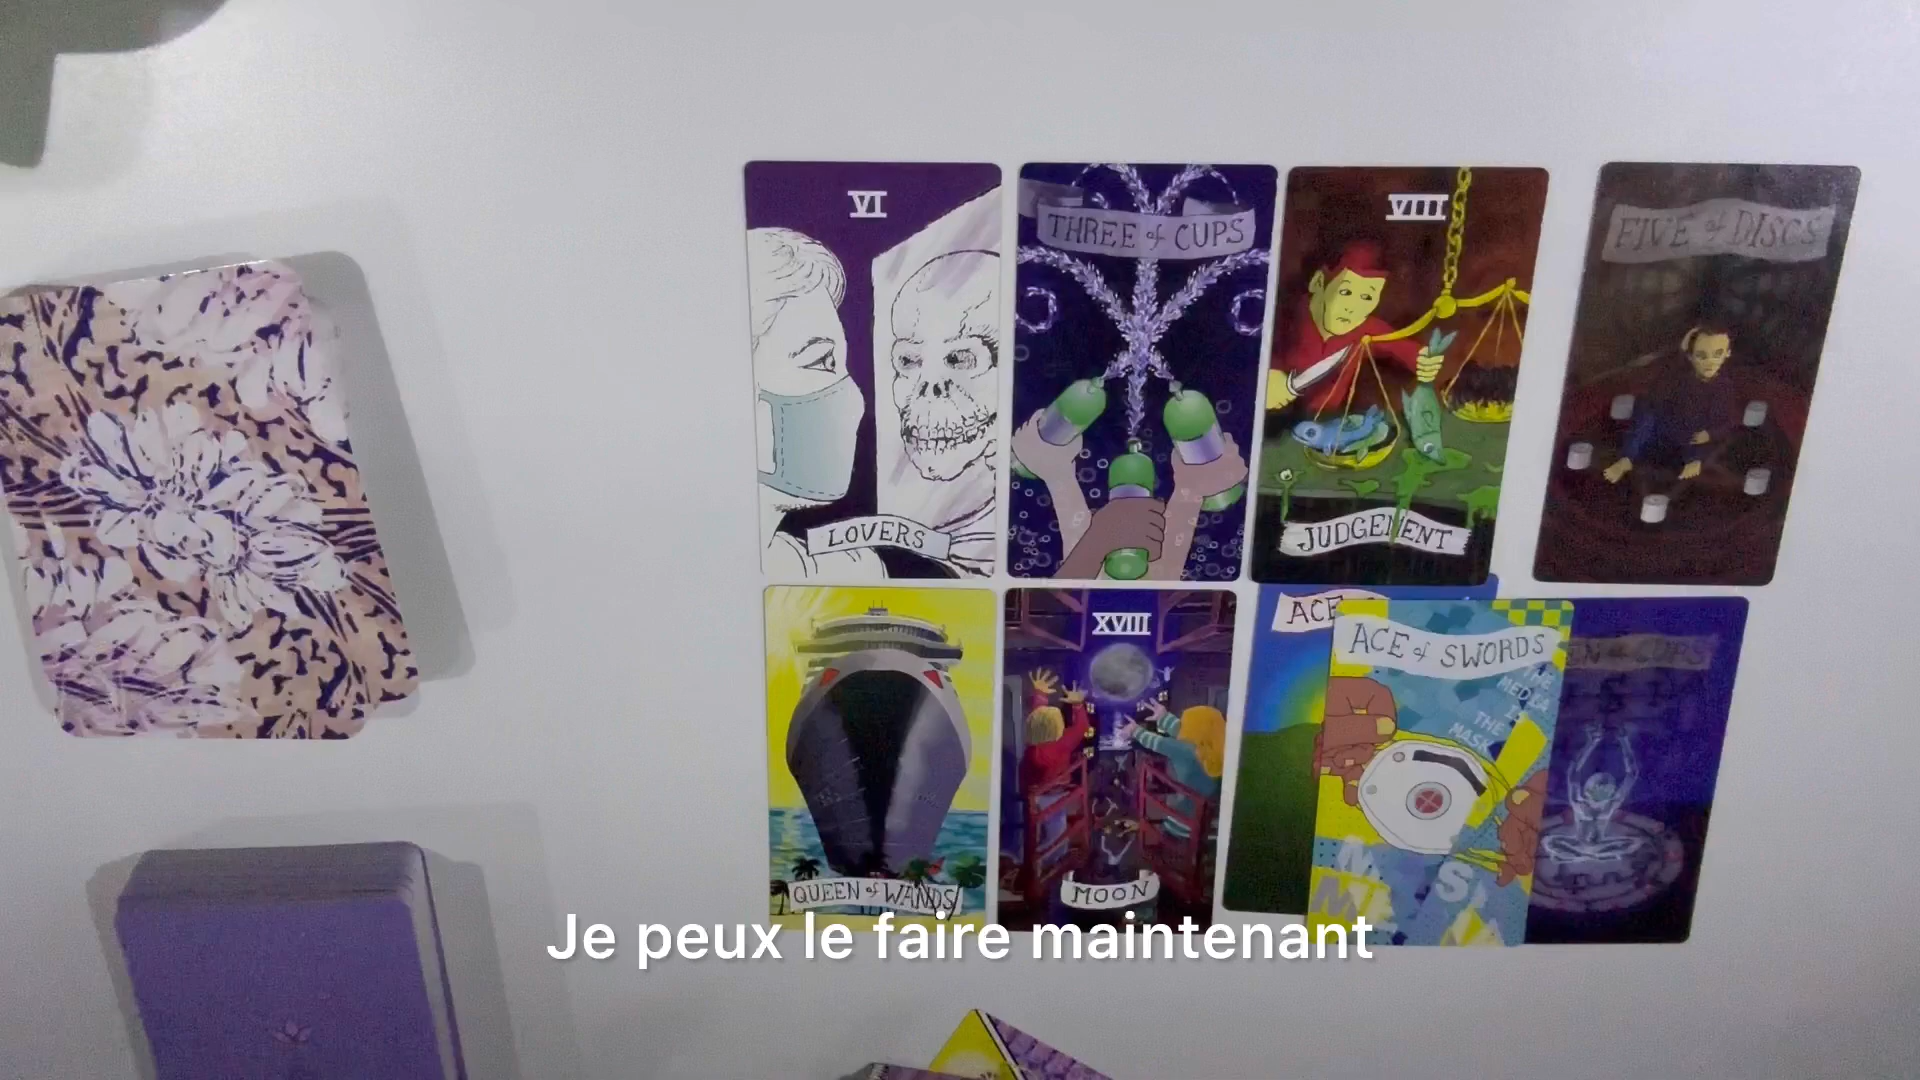 VI
THREE of CUPS
VIII
FIVE of DISCS
LOVERS
JUDGEMENT
XVIII
ACE
ACE of SWORDS
CUPS
THE
MEDIA
IS
THE
MASK
QUEEN of WANDS
MOON
Je peux le faire maintenant